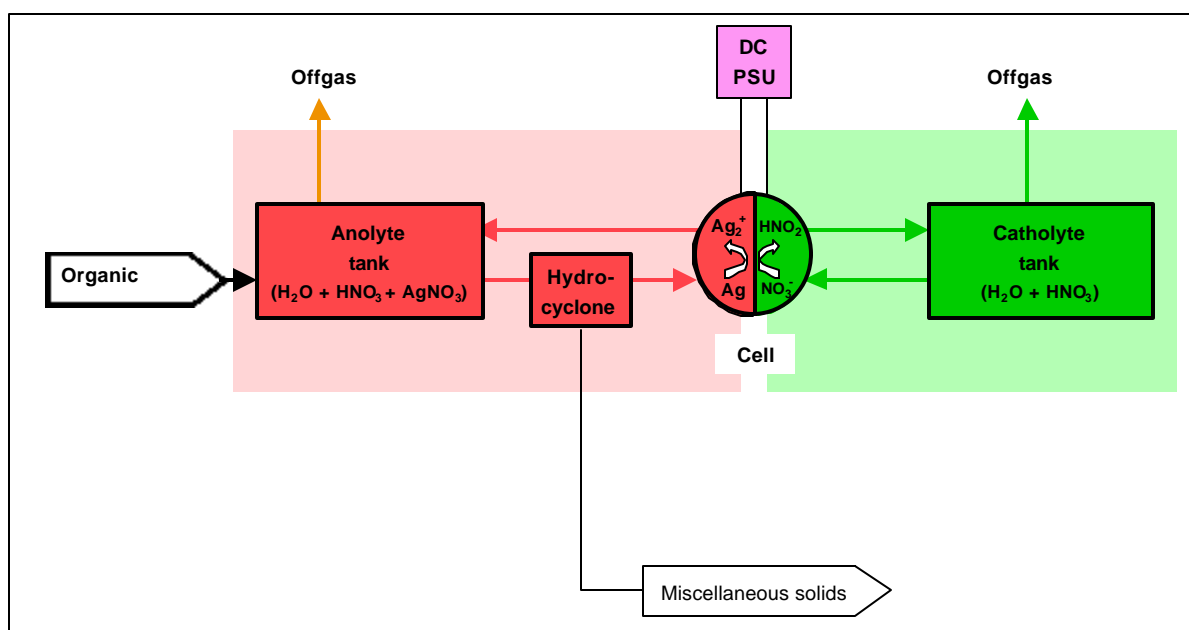 DC
PSU
Offgas
Offgas
Organic
Anolyte
tank
(H₂O + HNO₃ + AgNO₃)
Hydro-
cyclone
Ag₂⁺
HNO₂
Ag
NO₃⁻
Cell
Catholyte
tank
(H₂O + HNO₃)
Miscellaneous solids